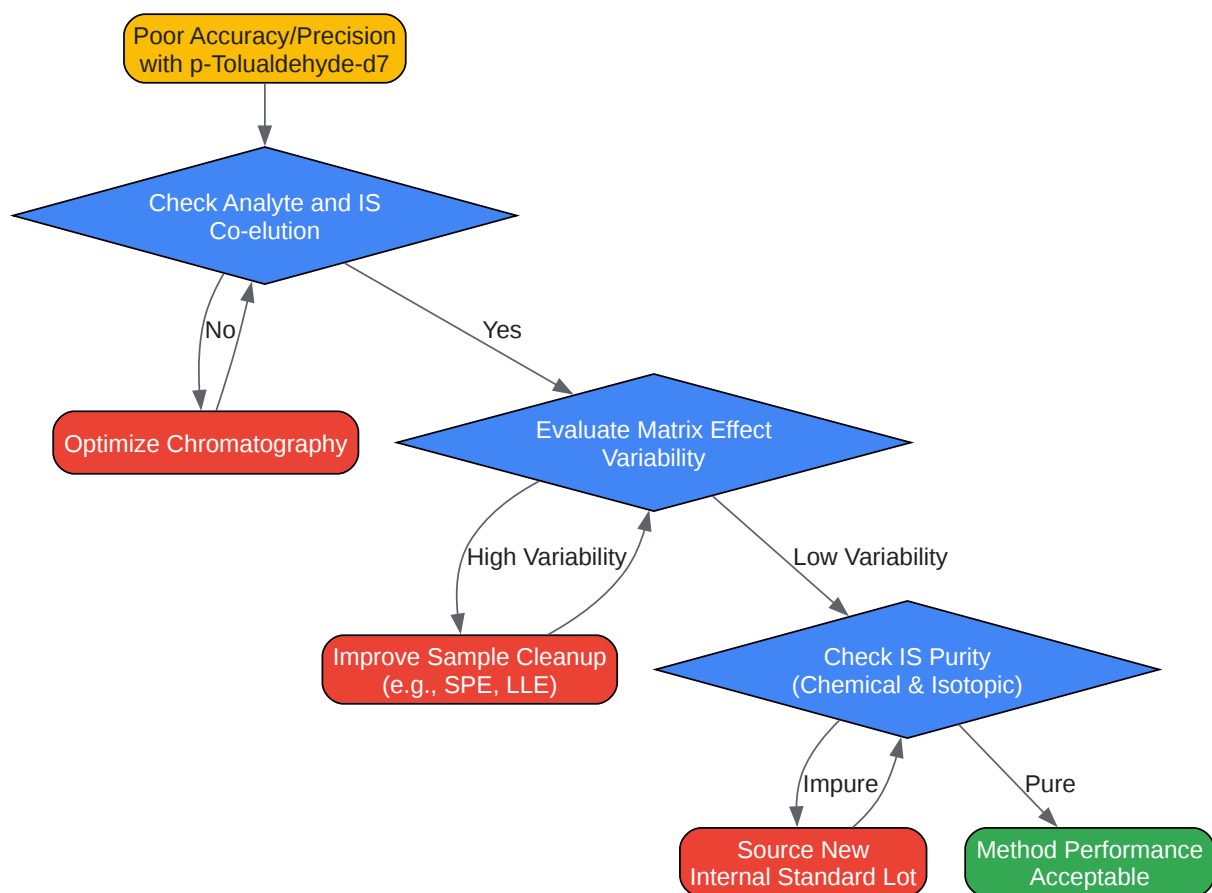 Poor Accuracy/Precision
with p-Tolualdehyde-d7
Check Analyte and IS
Co-elution
No
Yes
Optimize Chromatography
Evaluate Matrix Effect
Variability
High Variability
Low Variability
Improve Sample Cleanup
(e.g., SPE, LLE)
Check IS Purity
(Chemical & Isotopic)
Impure
Pure
Source New
Internal Standard Lot
Method Performance
Acceptable